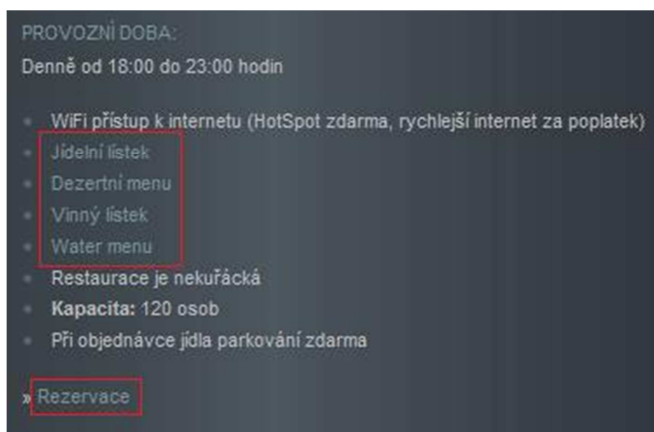 PROVOZNÍ DOBA:
Denně od 18:00 do 23:00 hodin
WiFi přístup k internetu (HotSpot zdarma, rychlejší internet za poplatek)
Jídelní lístek
Dezertní menu
Vinný lístek
Water menu
Restaurace je nekuřácká
Kapacita: 120 osob
Při objednávce jídla parkování zdarma
» Rezervace